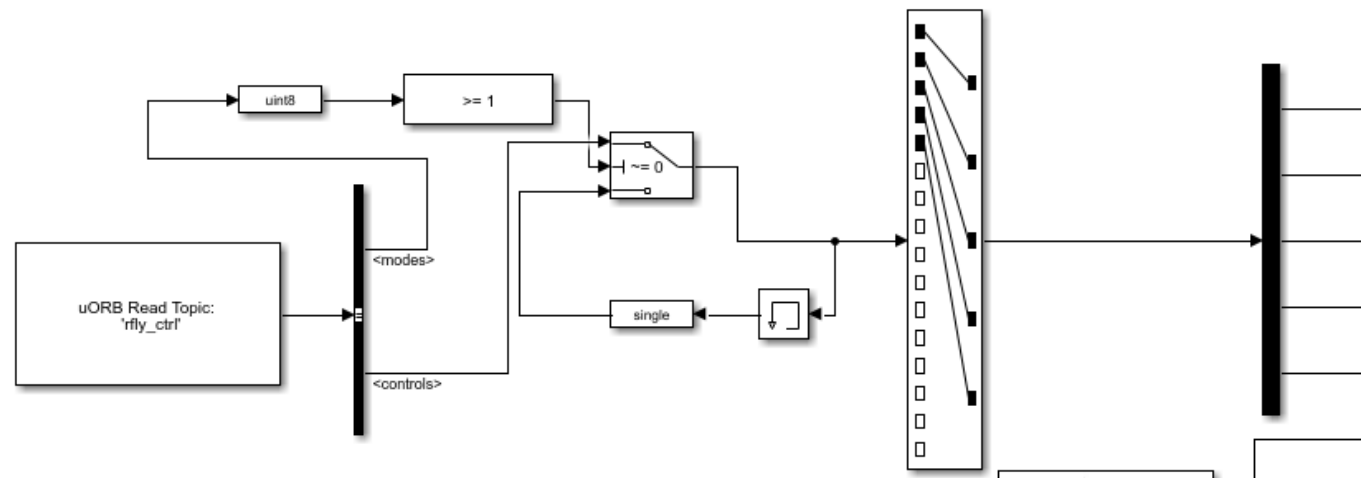 uint8
>= 1
~= 0
<modes>
uORB Read Topic:
'rfly_ctrl'
single
<controls>